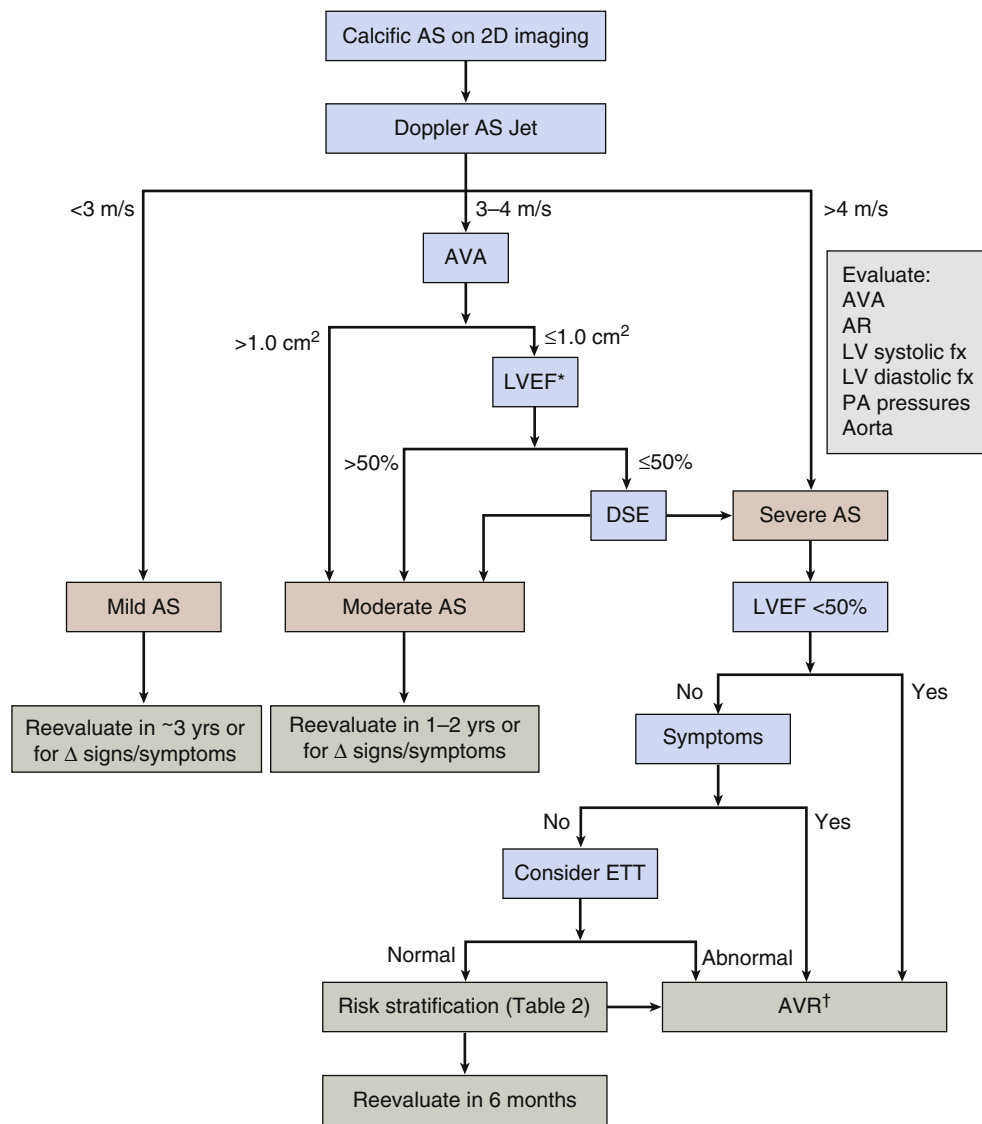 Calcific AS on 2D imaging
Doppler AS Jet
<3 m/s
3–4 m/s
>4 m/s
AVA
Evaluate:
AVA
AR
LV systolic fx
LV diastolic fx
PA pressures
Aorta
>1.0 cm²
≤1.0 cm²
LVEF*
>50%
≤50%
DSE
Severe AS
Mild AS
Moderate AS
LVEF <50%
No
Yes
Reevaluate in ~3 yrs or
for Δ signs/symptoms
Reevaluate in 1–2 yrs or
for Δ signs/symptoms
Symptoms
No
Yes
Consider ETT
Normal
Abnormal
Risk stratification (Table 2)
AVR†
Reevaluate in 6 months